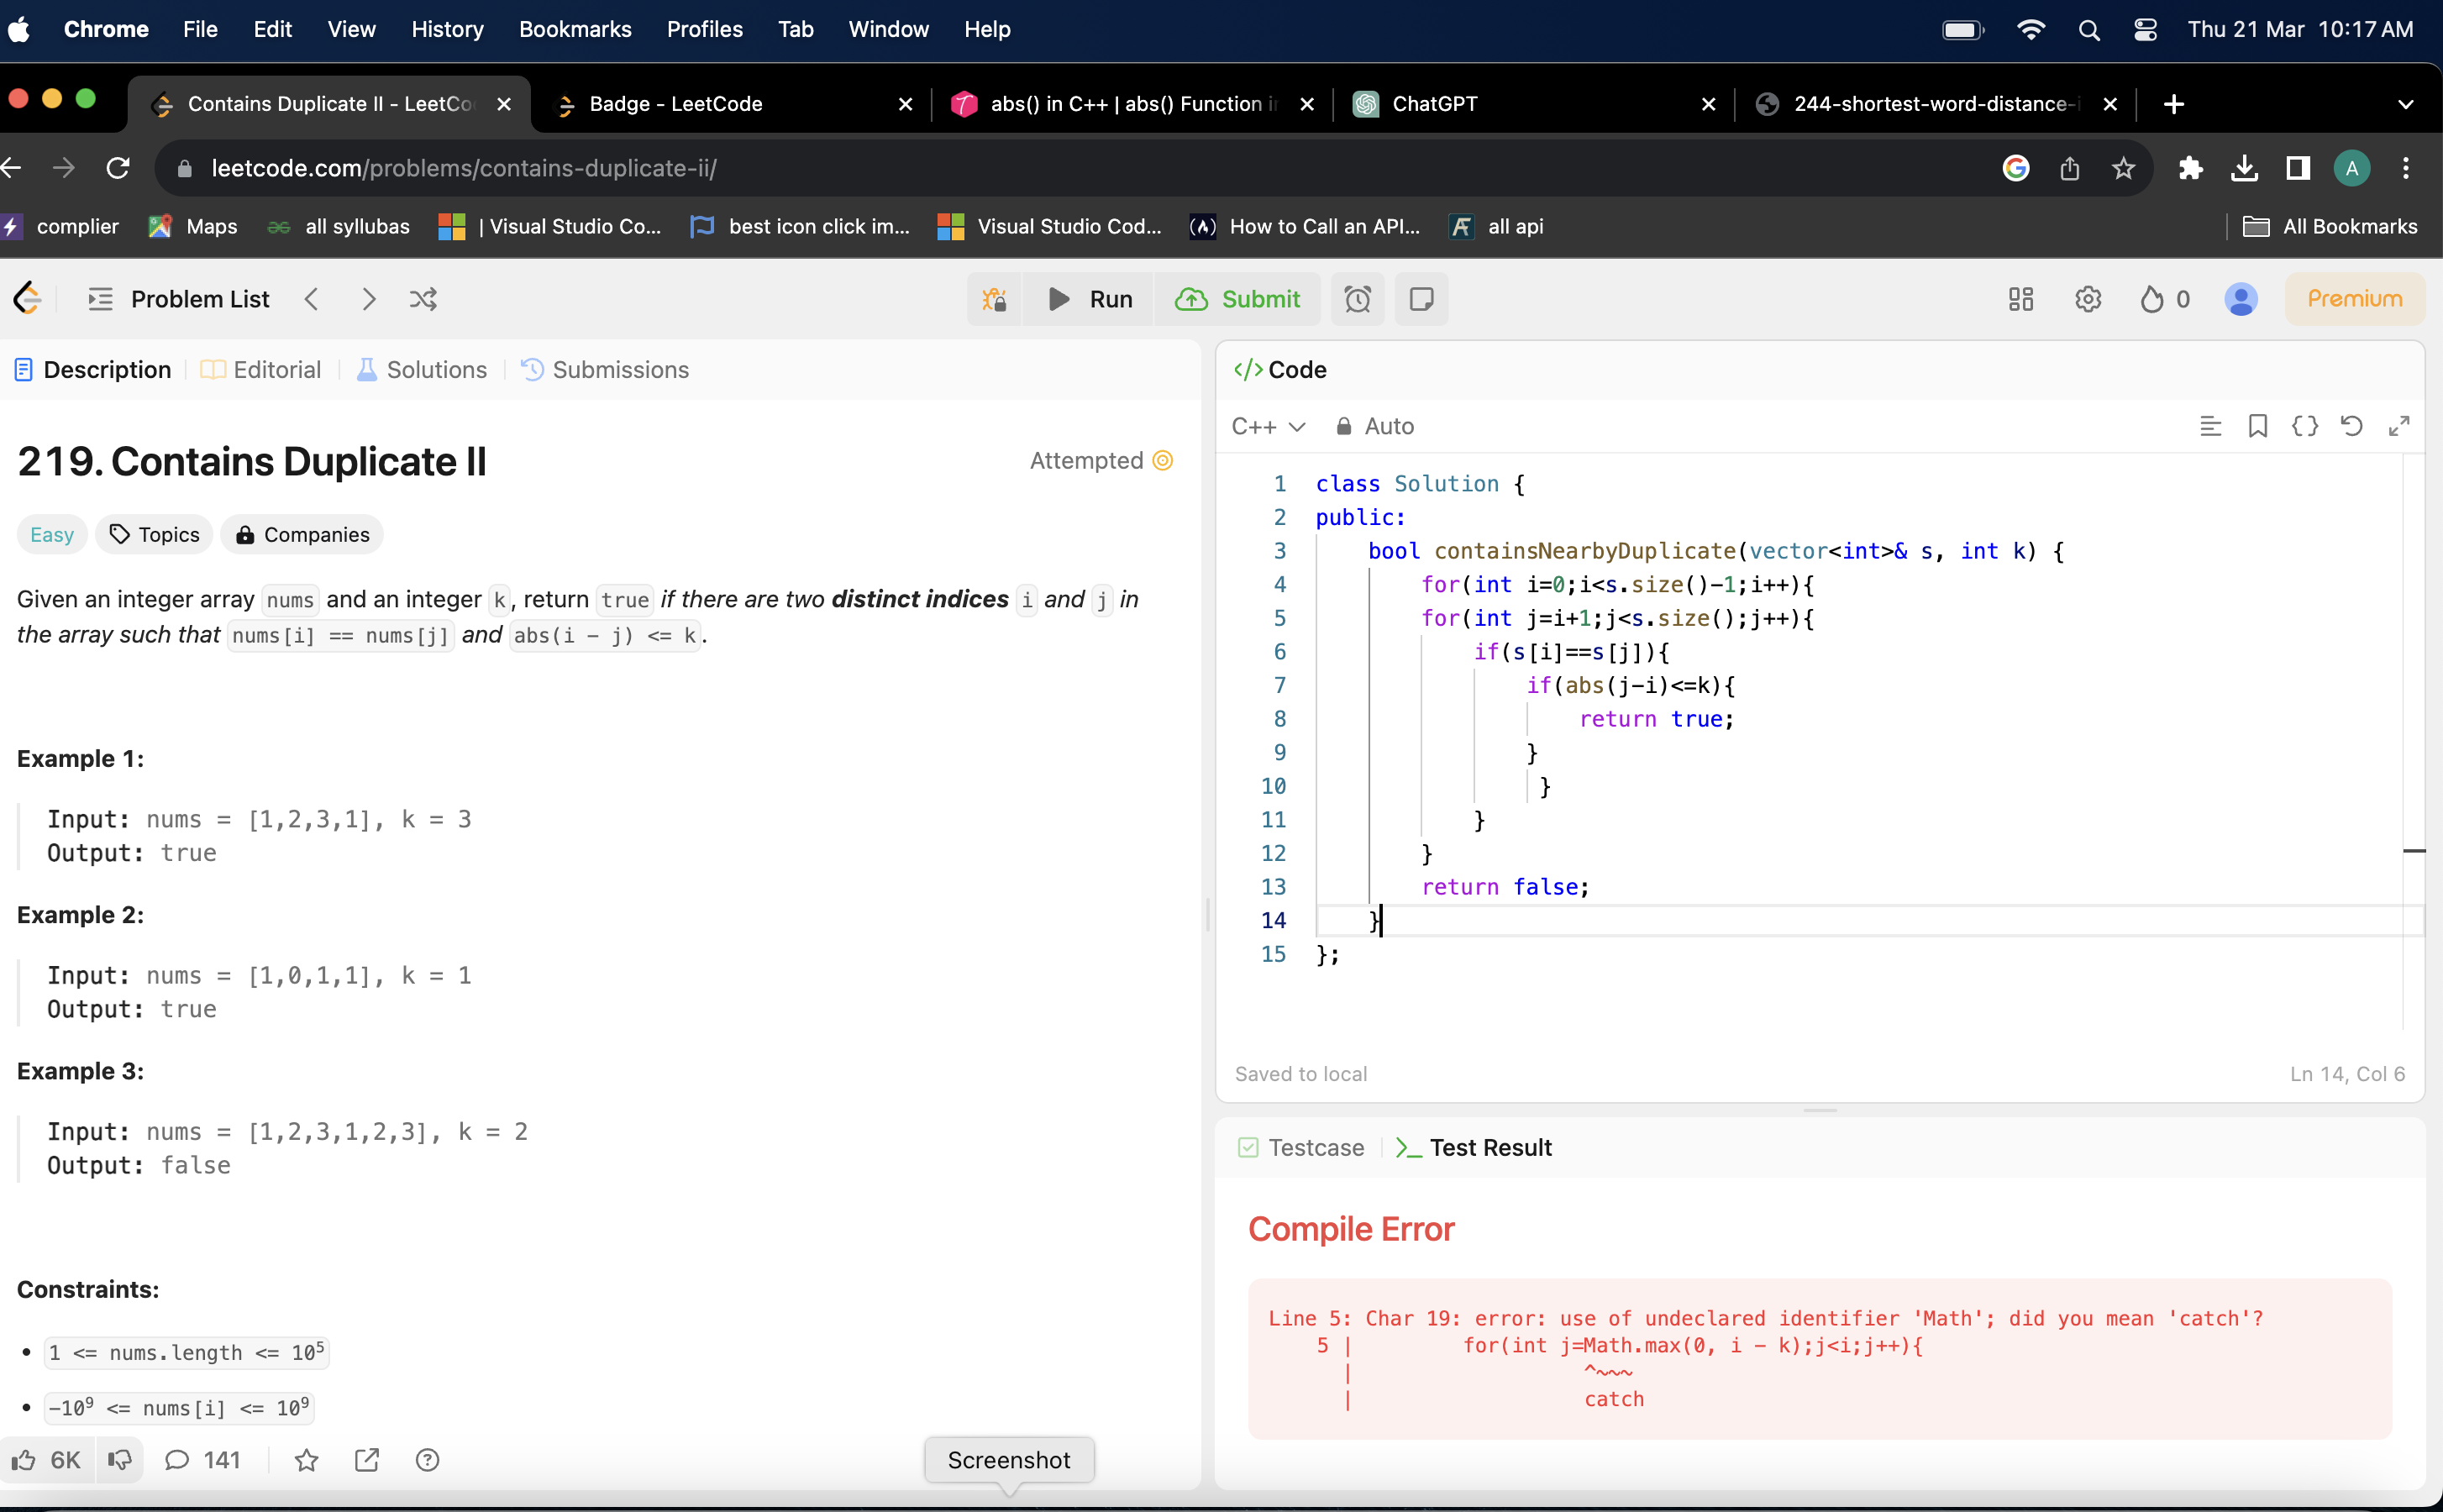 Chrome File Edit View History Bookmarks Profiles Tab Window Help Thu 21 Mar 10:17 AM
Contains Duplicate II - LeetCo Badge - LeetCode abs() in C++ | abs() Function in ChatGPT 244-shortest-word-distance-i
leetcode.com/problems/contains-duplicate-ii/ A
complier Maps all syllubas | Visual Studio Co... best icon click im... Visual Studio Cod... How to Call an API... all api All Bookmarks
Problem List Run Submit 0 Premium
Description Editorial Solutions Submissions
219. Contains Duplicate II Attempted
Easy Topics Companies
Given an integer array nums and an integer k, return true if there are two distinct indices i and j in
the array such that nums[i] == nums[j] and abs(i - j) <= k.
Example 1:
Input: nums = [1,2,3,1], k = 3
Output: true
Example 2:
Input: nums = [1,0,1,1], k = 1
Output: true
Example 3:
Input: nums = [1,2,3,1,2,3], k = 2
Output: false
Constraints:
• 1 <= nums.length <= 10⁵
• -10⁹ <= nums[i] <= 10⁹
6K 141
Screenshot
</> Code
C++ Auto
1 class Solution {
2 public:
3 bool containsNearbyDuplicate(vector<int>& s, int k) {
4 for(int i=0;i<s.size()-1;i++){
5 for(int j=i+1;j<s.size();j++){
6 if(s[i]==s[j]){
7 if(abs(j-i)<=k){
8 return true;
9 }
10 }
11 }
12 }
13 return false;
14 }
15 };
Saved to local Ln 14, Col 6
Testcase >_ Test Result
Compile Error
Line 5: Char 19: error: use of undeclared identifier 'Math'; did you mean 'catch'?
5 | for(int j=Math.max(0, i - k);j<i;j++){
| ^~~~
| catch